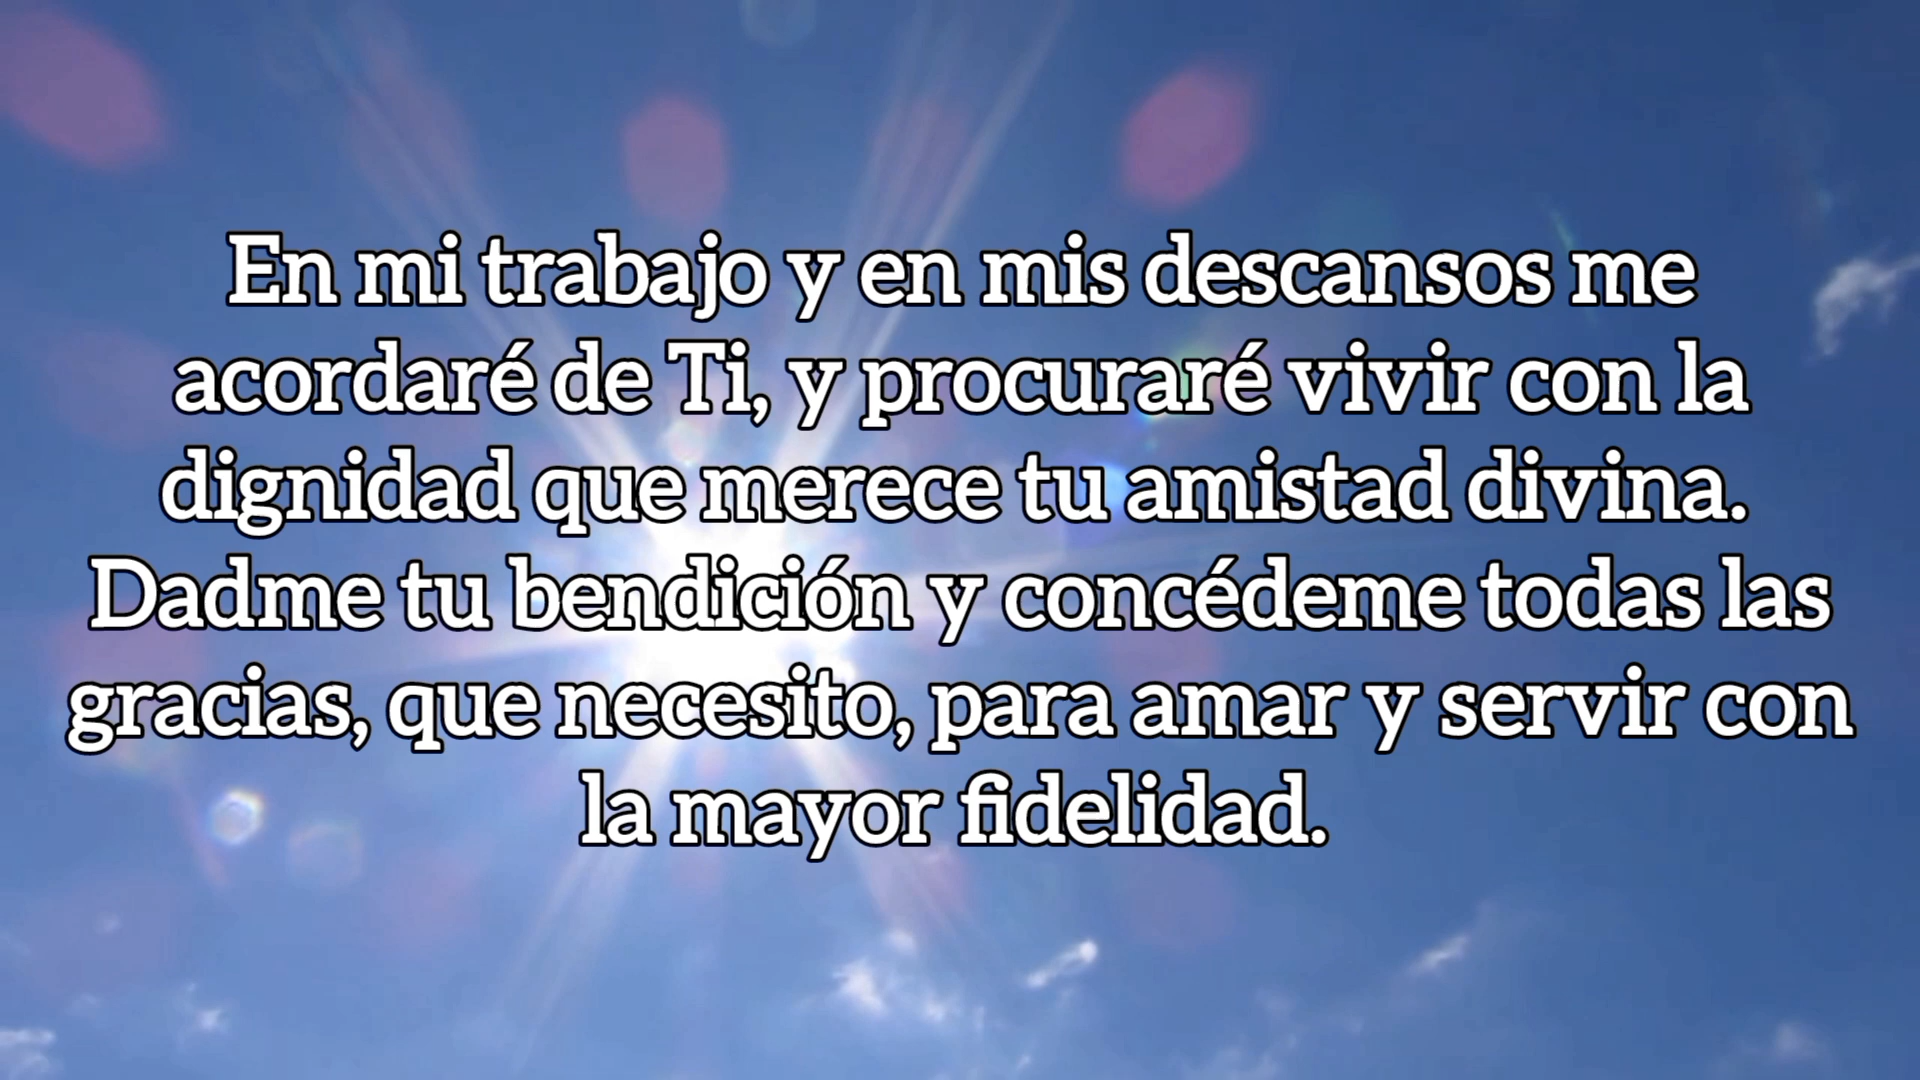 En mi trabajo y en mis descansos me
acordaré de Ti, y procuraré vivir con la
dignidad que merece tu amistad divina.
Dadme tu bendición y concédeme todas las
gracias, que necesito, para amar y servir con
la mayor fidelidad.